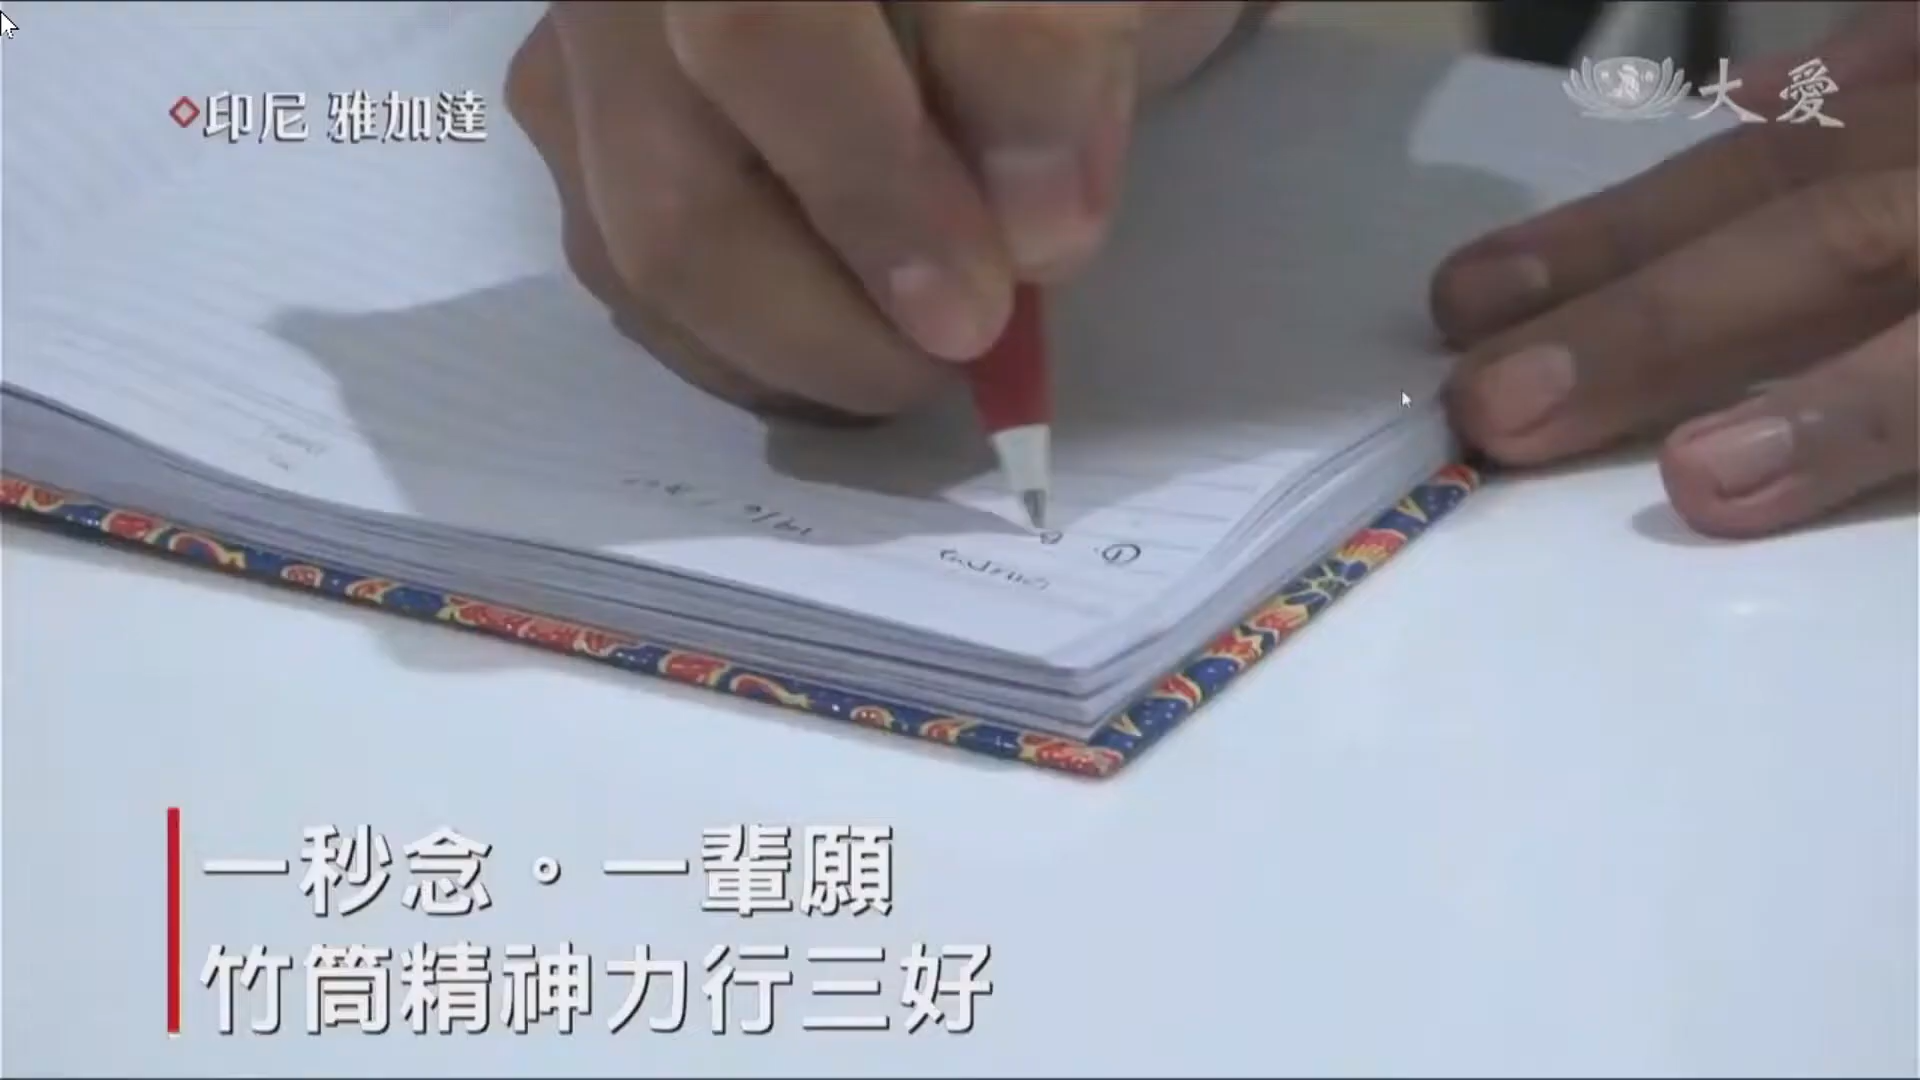 印尼 雅加達
大愛
一秒念。一輩願
竹筒精神力行三好